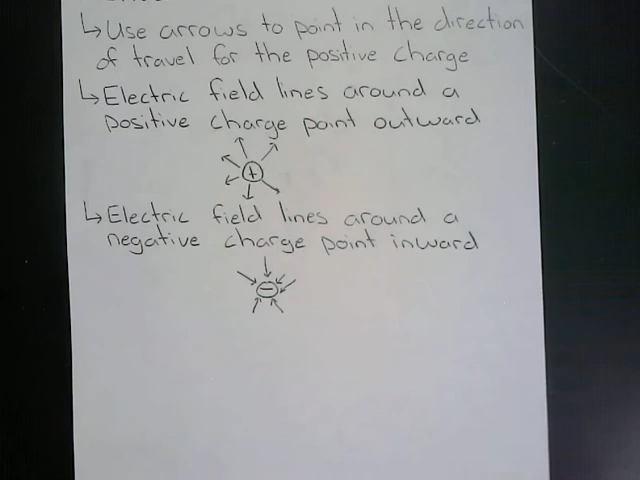 ↳ Use arrows to point in the direction
of travel for the positive charge
↳ Electric field lines around a
positive charge point outward
+
↳ Electric field lines around a
negative charge point inward
−